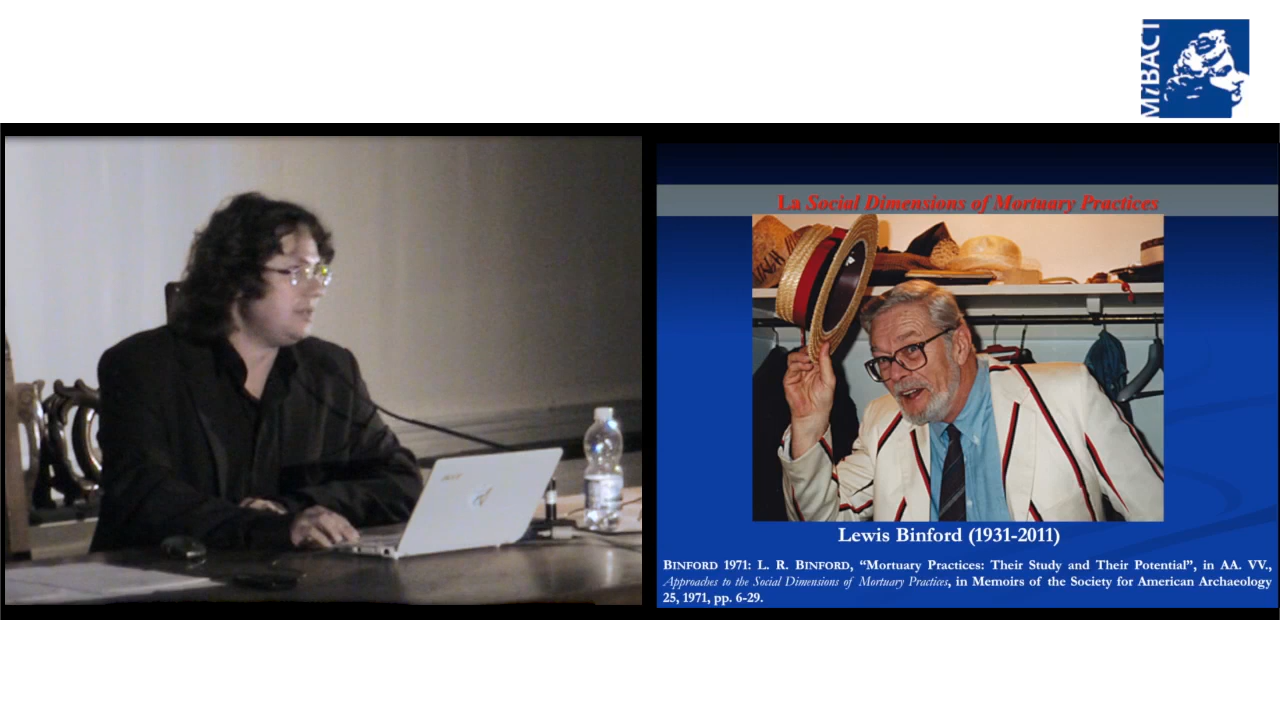 MiBACT
La Social Dimensions of Mortuary Practices
acer
Lewis Binford (1931-2011)
BINFORD 1971: L. R. BINFORD, “Mortuary Practices: Their Study and Their Potential”, in AA. VV.,
Approaches to the Social Dimensions of Mortuary Practices, in Memoirs of the Society for American Archaeology
25, 1971, pp. 6-29.